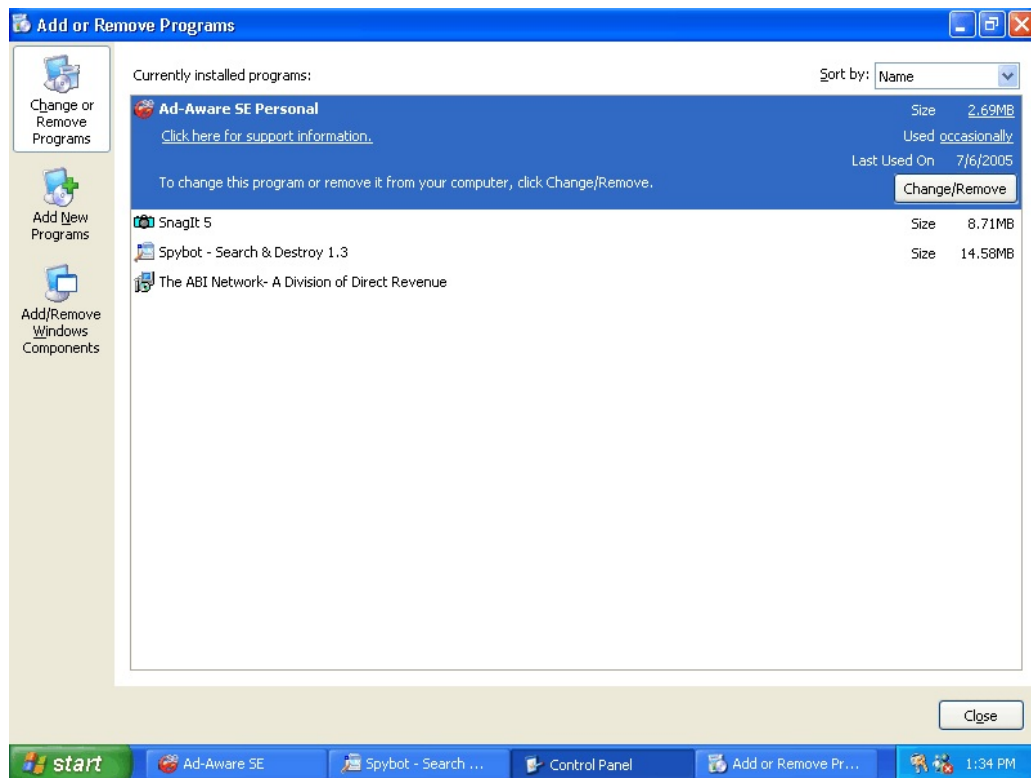 Add or Remove Programs
Currently installed programs:
Sort by: Name
Change or
Remove
Programs
Ad-Aware SE Personal
Size 2.69MB
Click here for support information.
Used occasionally
Last Used On 7/6/2005
To change this program or remove it from your computer, click Change/Remove.
Change/Remove
Add New
Programs
SnagIt 5
Size 8.71MB
Spybot - Search & Destroy 1.3
Size 14.58MB
The ABI Network- A Division of Direct Revenue
Add/Remove
Windows
Components
Close
start
Ad-Aware SE
Spybot - Search ...
Control Panel
Add or Remove Pr...
1:34 PM